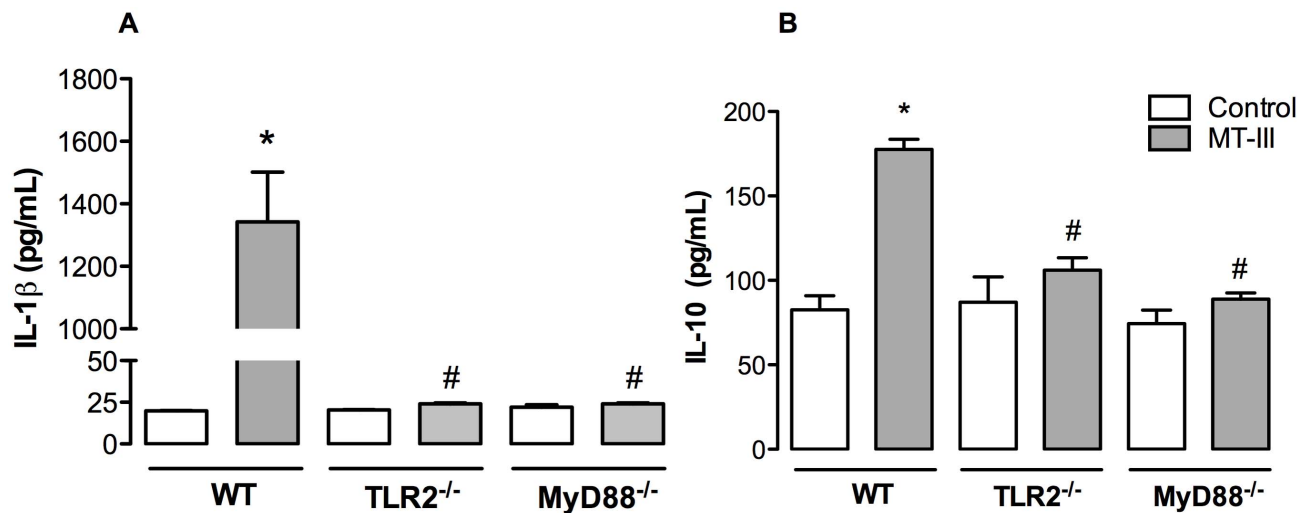 A
IL-1β (pg/mL)
1800
1600
1400
1200
1000
50
25
0
*
#
#
WT
TLR2-/-
MyD88-/-
B
IL-10 (pg/mL)
200
150
100
50
0
*
#
#
WT
TLR2-/-
MyD88-/-
Control
MT-III